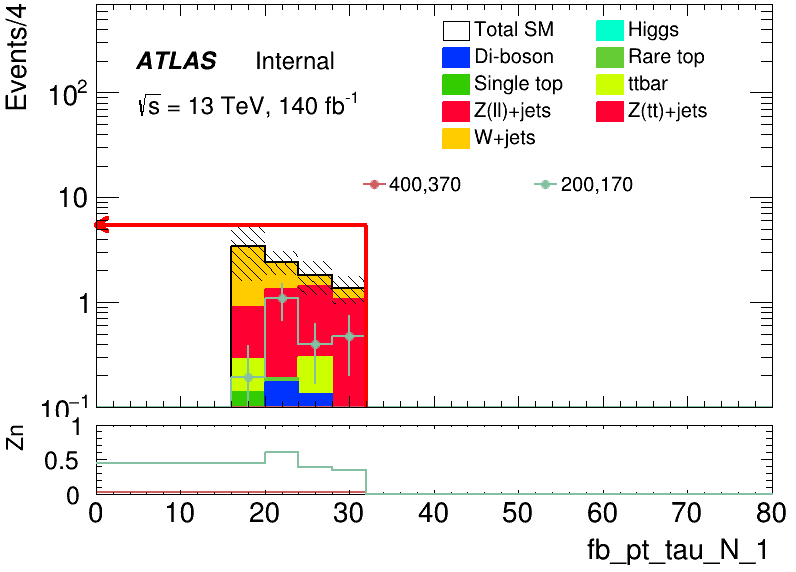 Events/4
ATLAS Internal
√s = 13 TeV, 140 fb-1
Total SM
Higgs
Di-boson
Rare top
Single top
ttbar
Z(ll)+jets
Z(tt)+jets
W+jets
400,370
200,170
10²
10
1
10−1
Zn
1
0.5
0
0 10 20 30 40 50 60 70 80
fb_pt_tau_N_1